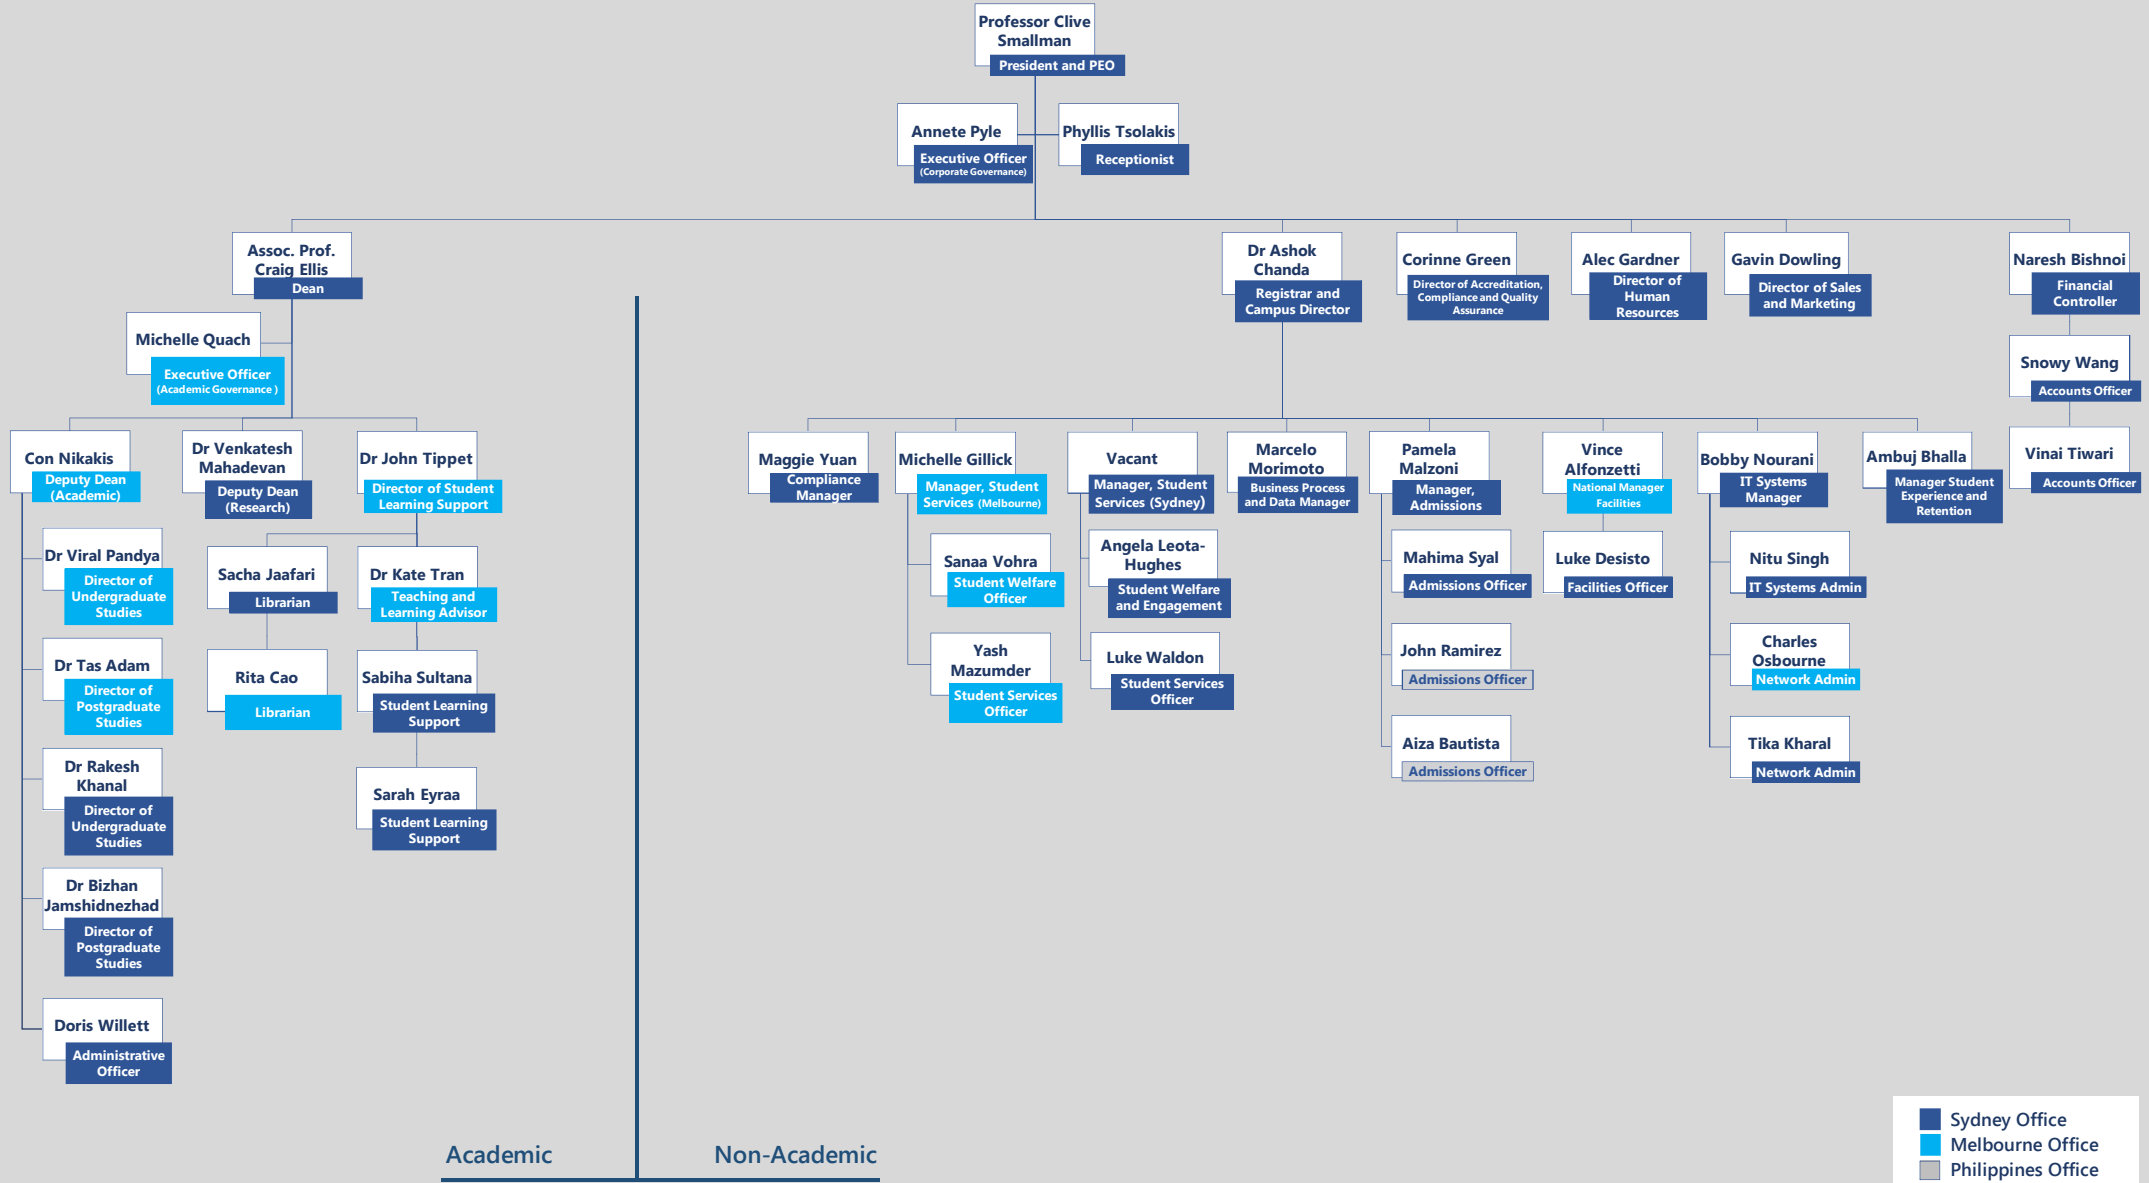 Professor Clive
Smallman
President and PEO
Annete Pyle
Executive Officer
(Corporate Governance)
Phyllis Tsolakis
Receptionist
Assoc. Prof.
Craig Ellis
Dean
Michelle Quach
Executive Officer
(Academic Governance )
Con Nikakis
Deputy Dean
(Academic)
Dr Viral Pandya
Director of
Undergraduate
Studies
Dr Tas Adam
Director of
Postgraduate
Studies
Dr Rakesh
Khanal
Director of
Undergraduate
Studies
Dr Bizhan
Jamshidnezhad
Director of
Postgraduate
Studies
Doris Willett
Administrative
Officer
Dr Venkatesh
Mahadevan
Deputy Dean
(Research)
Dr John Tippet
Director of Student
Learning Support
Sacha Jaafari
Librarian
Rita Cao
Librarian
Dr Kate Tran
Teaching and
Learning Advisor
Sabiha Sultana
Student Learning
Support
Sarah Eyraa
Student Learning
Support
Dr Ashok
Chanda
Registrar and
Campus Director
Corinne Green
Director of Accreditation,
Compliance and Quality
Assurance
Alec Gardner
Director of
Human
Resources
Gavin Dowling
Director of Sales
and Marketing
Naresh Bishnoi
Financial
Controller
Snowy Wang
Accounts Officer
Vinai Tiwari
Accounts Officer
Maggie Yuan
Compliance
Manager
Michelle Gillick
Manager, Student
Services (Melbourne)
Sanaa Vohra
Student Welfare
Officer
Yash
Mazumder
Student Services
Officer
Vacant
Manager, Student
Services (Sydney)
Angela Leota-
Hughes
Student Welfare
and Engagement
Luke Waldon
Student Services
Officer
Marcelo
Morimoto
Business Process
and Data Manager
Pamela
Malzoni
Manager,
Admissions
Mahima Syal
Admissions Officer
John Ramirez
Admissions Officer
Aiza Bautista
Admissions Officer
Vince
Alfonzetti
National Manager
Facilities
Luke Desisto
Facilities Officer
Bobby Nourani
IT Systems
Manager
Nitu Singh
IT Systems Admin
Charles
Osbourne
Network Admin
Tika Kharal
Network Admin
Ambuj Bhalla
Manager Student
Experience and
Retention
Academic
Non-Academic
Sydney Office
Melbourne Office
Philippines Office